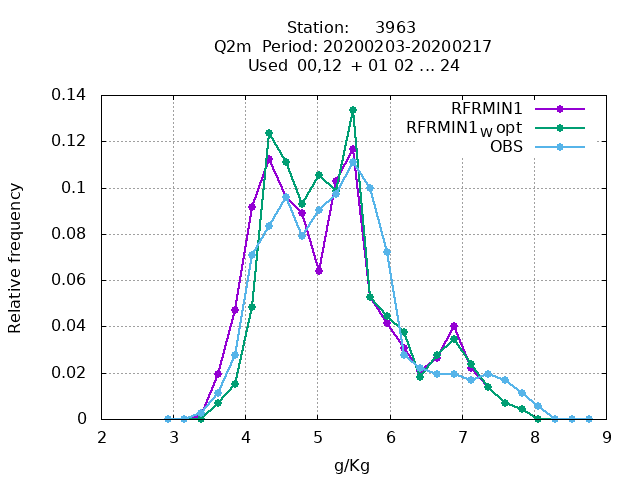 Station: 3963
Q2m Period: 20200203-20200217
Used 00,12 + 01 02 ... 24
RFRMIN1
RFRMIN1W opt
OBS
Relative frequency
0.14
0.12
0.1
0.08
0.06
0.04
0.02
0
2 3 4 5 6 7 8 9
g/Kg